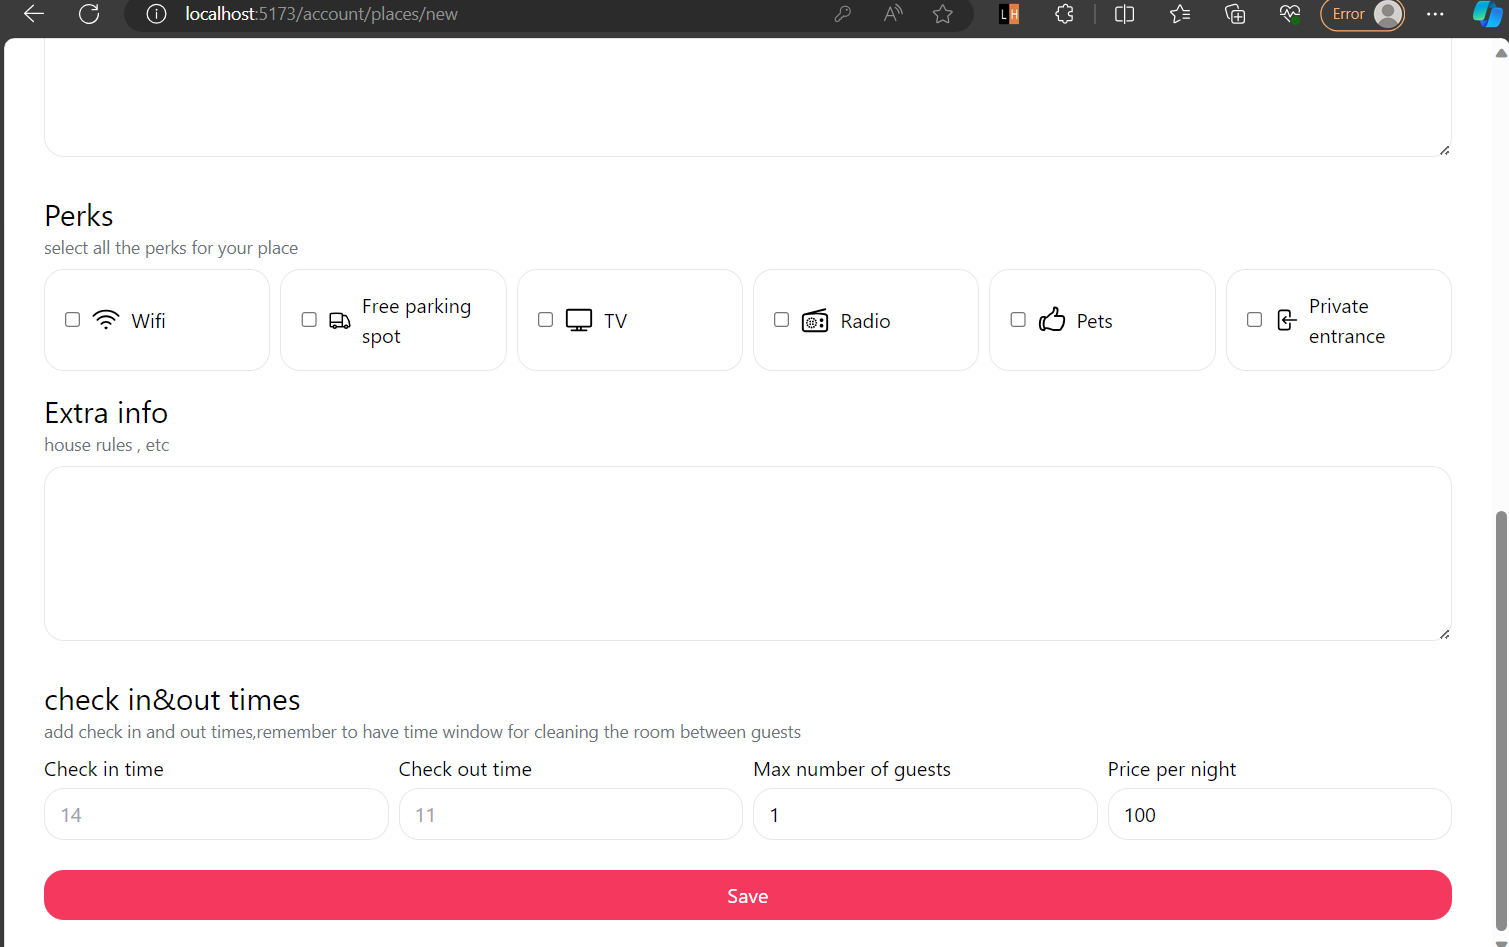 localhost:5173/account/places/new
A
L H
Error
Perks
select all the perks for your place
Wifi
Free parking
spot
TV
Radio
Pets
Private
entrance
Extra info
house rules , etc
check in&out times
add check in and out times,remember to have time window for cleaning the room between guests
Check in time
Check out time
Max number of guests
Price per night
14
11
1
100
Save